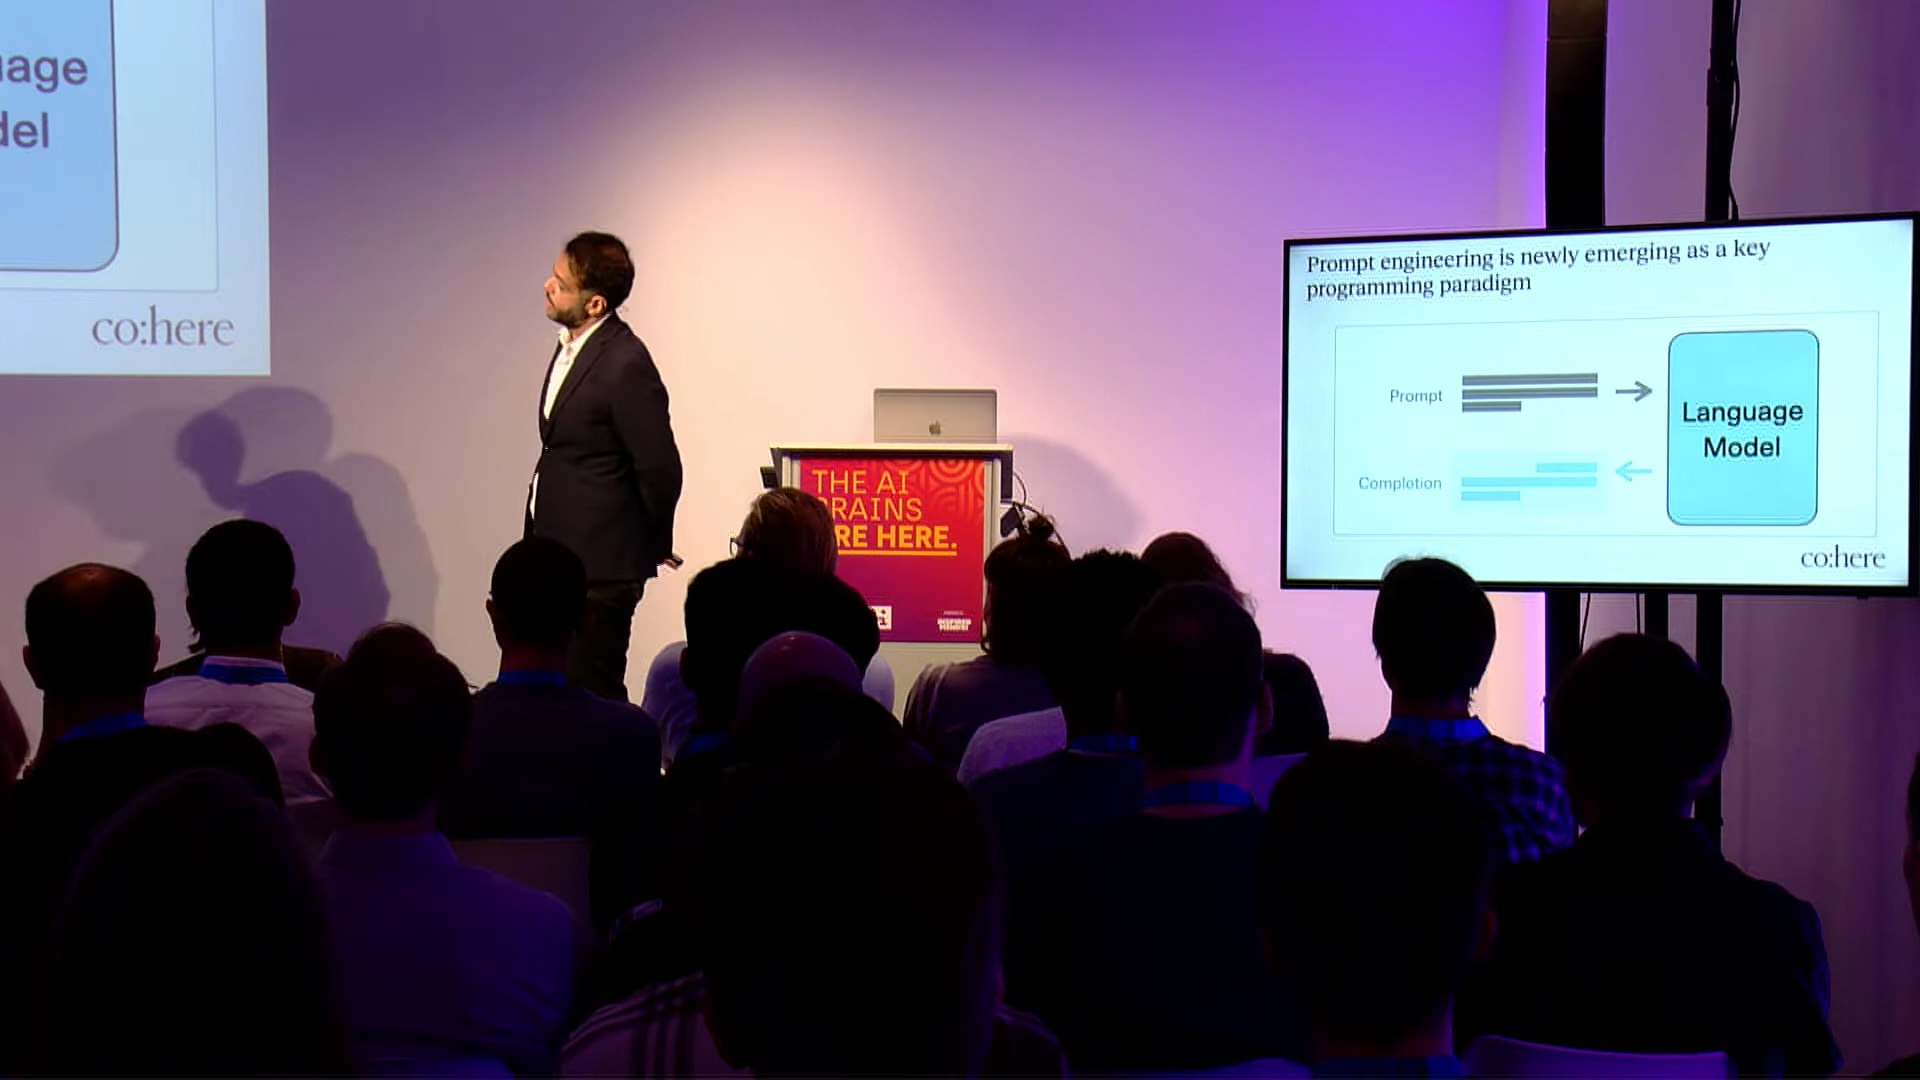 uage
del
co:here
THE AI
BRAINS
RE HERE.
Prompt engineering is newly emerging as a key
programming paradigm
Prompt
Language
Model
Completion
co:here